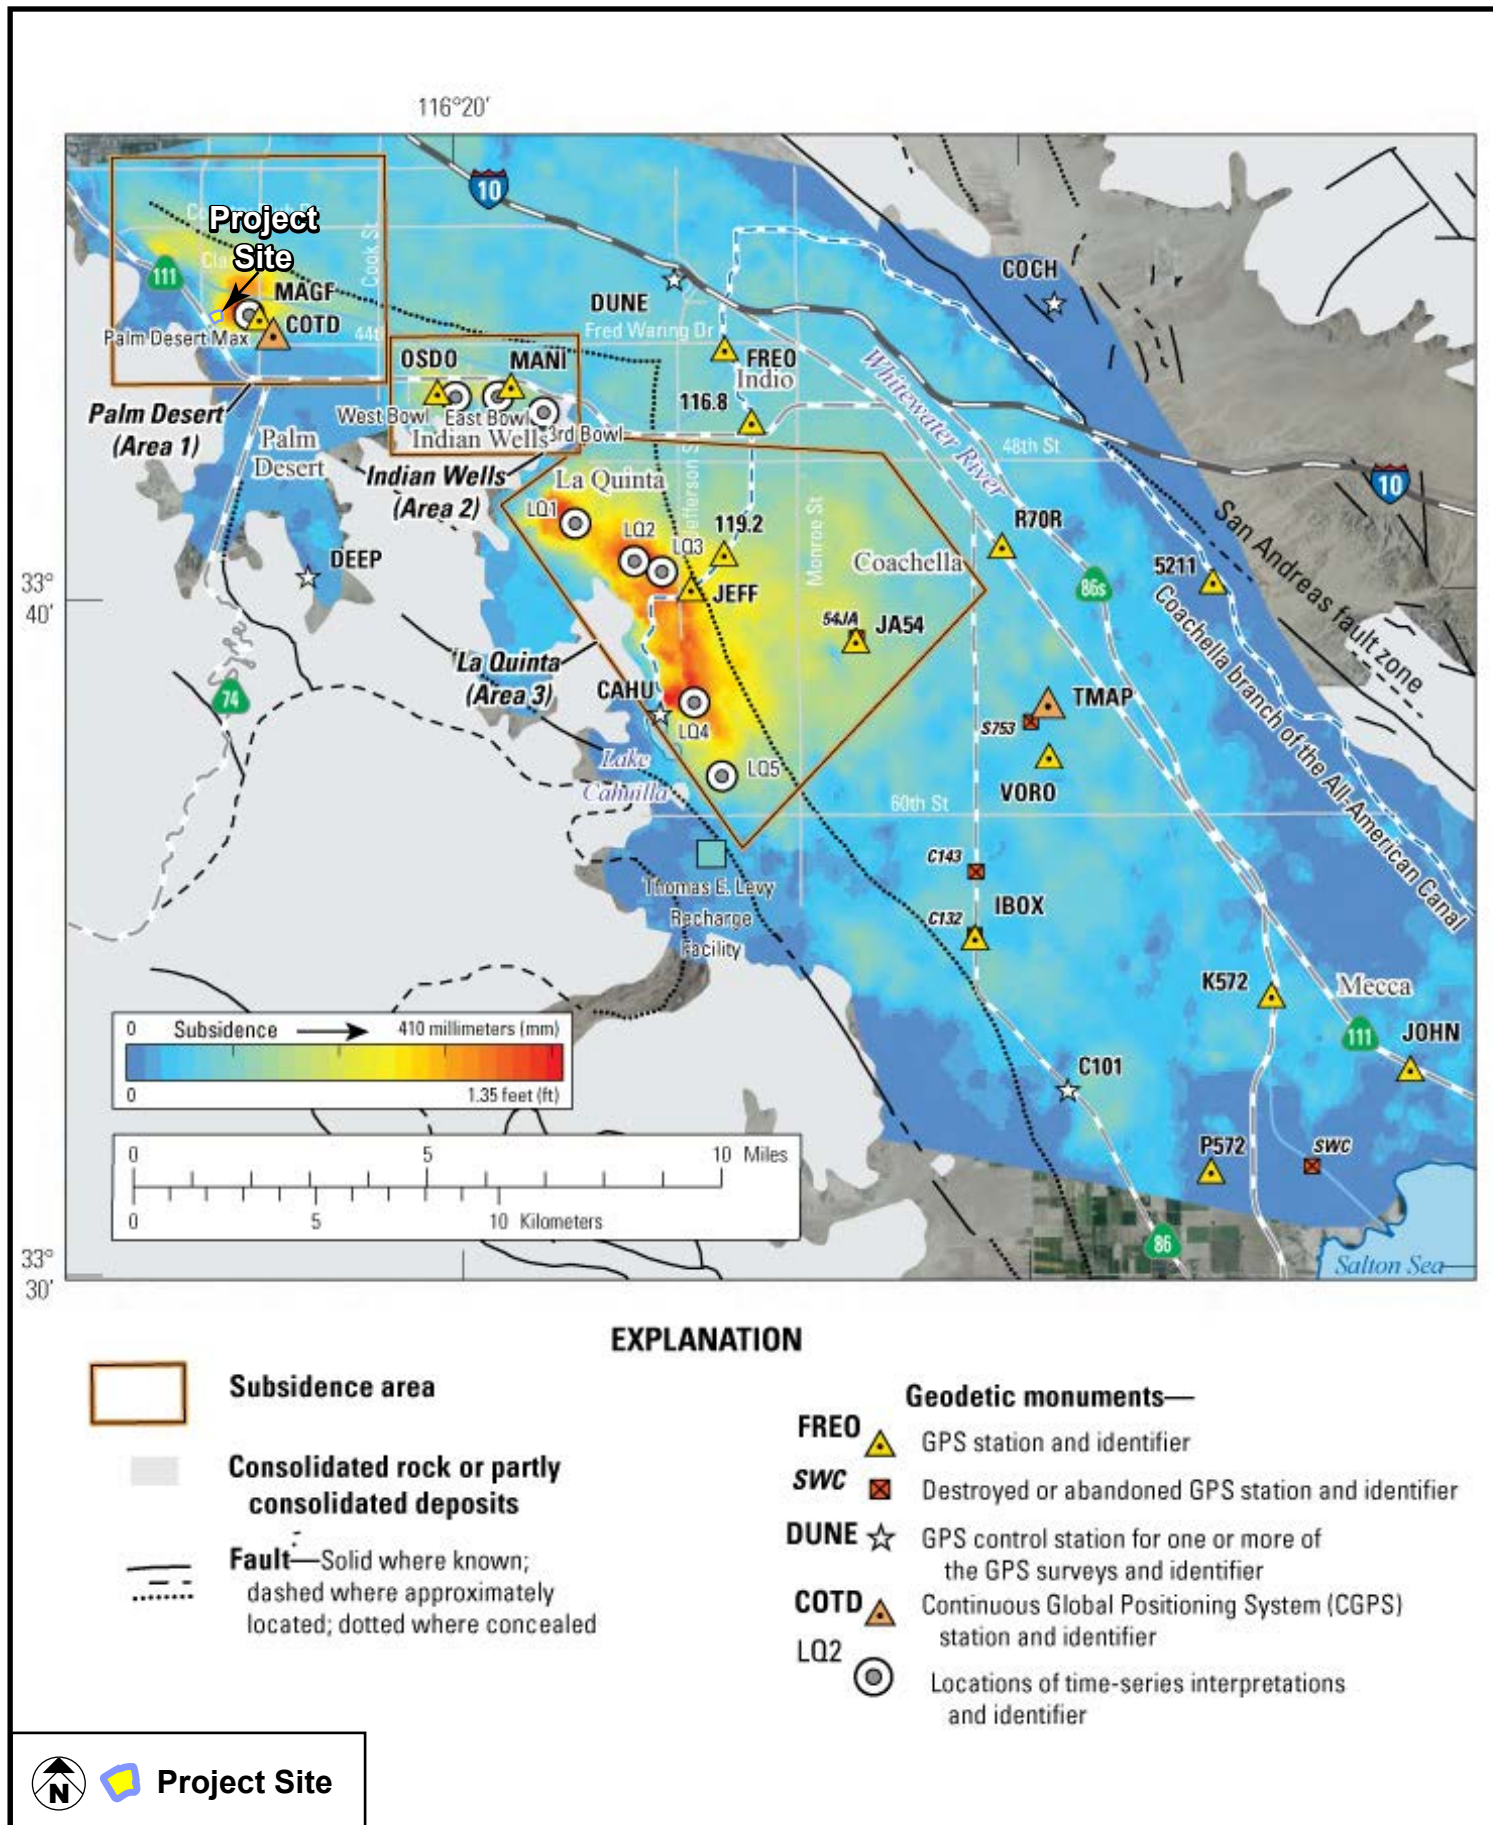 116°20'
10
Country Club Dr
Project
Site
Cook St
111
MAGF
COTD
Palm Desert Max
44th
DUNE
Fred Waring Dr
COCH
OSDO
MANI
FREO
Indio
Whitewater River
West Bowl
East Bowl
3rd Bowl
Indian Wells
116.8
Palm Desert
(Area 1)
Palm
Desert
Indian Wells
(Area 2)
La Quinta
Jefferson St
48th St
10
LQ1
LQ2
LQ3
119.2
Monroe St
Coachella
R70R
San Andreas fault zone
33°
40'
DEEP
JEFF
86s
5211
54JA
JA54
Coachella branch of the All-American Canal
La Quinta
(Area 3)
74
CAHU
TMAP
S753
LQ4
Lake
Cahuilla
LQ5
VORO
60th St
Thomas E. Levy
Recharge
Facility
C143
C132
IBOX
K572
Mecca
111
JOHN
0 Subsidence 410 millimeters (mm)
0 1.35 feet (ft)
C101
0 5 10 Miles
0 5 10 Kilometers
P572
SWC
86
Salton Sea
33°
30'
EXPLANATION
Subsidence area
Consolidated rock or partly
consolidated deposits
Fault—Solid where known;
dashed where approximately
located; dotted where concealed
Geodetic monuments—
FREO GPS station and identifier
SWC Destroyed or abandoned GPS station and identifier
DUNE GPS control station for one or more of
the GPS surveys and identifier
COTD Continuous Global Positioning System (CGPS)
station and identifier
LQ2 Locations of time-series interpretations
and identifier
N Project Site